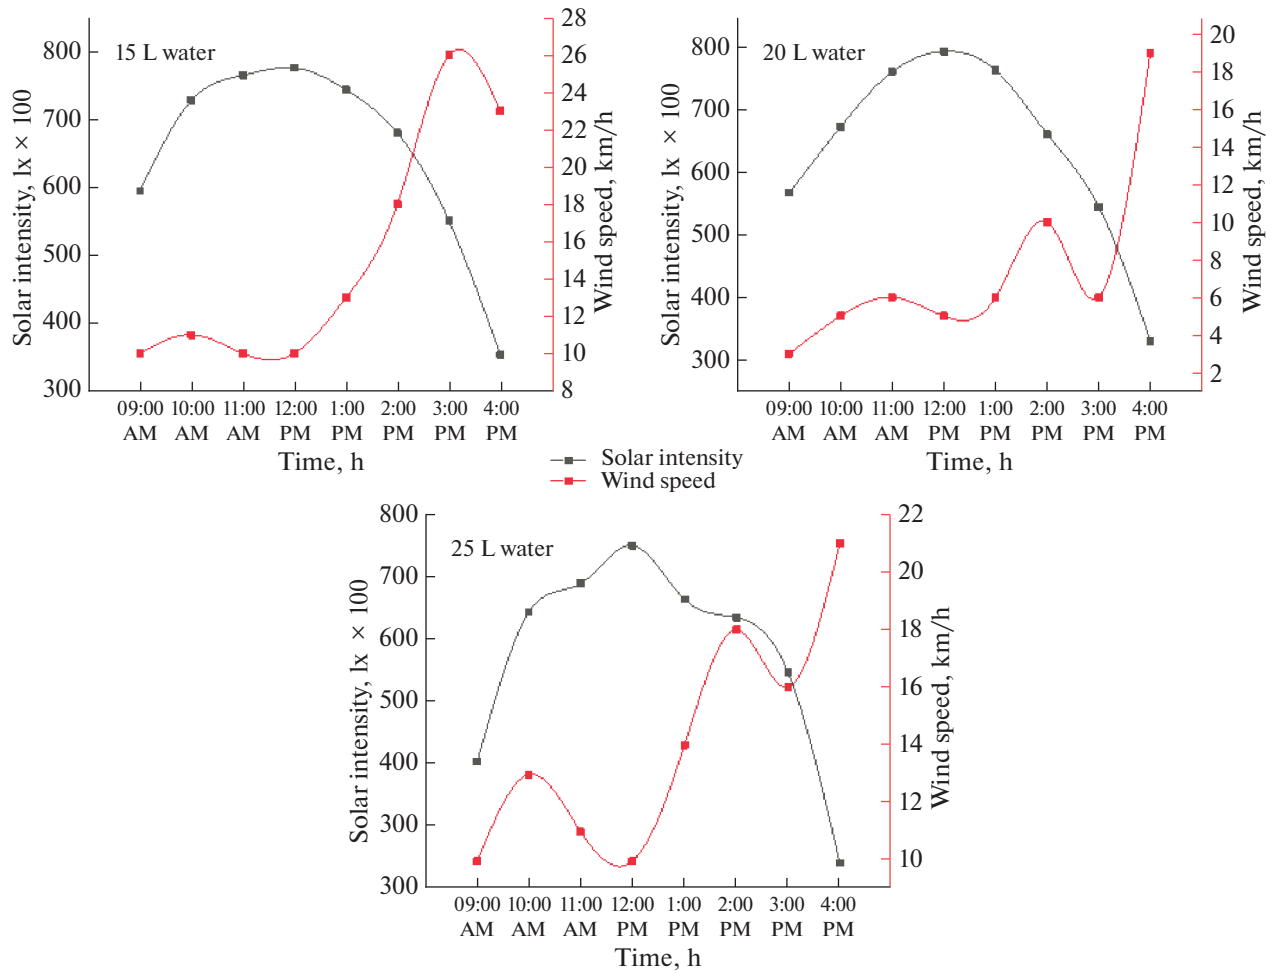 15 L water
Solar intensity, lx × 100
800
700
600
500
400
300
Wind speed, km/h
28
26
24
22
20
18
16
14
12
10
8
09:00 10:00 11:00 12:00 1:00 2:00 3:00 4:00
AM AM AM PM PM PM PM PM
Time, h
20 L water
Solar intensity, lx × 100
800
700
600
500
400
300
Wind speed, km/h
20
18
16
14
12
10
8
6
4
2
09:00 10:00 11:00 12:00 1:00 2:00 3:00 4:00
AM AM AM PM PM PM PM PM
Time, h
Solar intensity
Wind speed
25 L water
Solar intensity, lx × 100
800
700
600
500
400
300
300
Wind speed, km/h
22
20
18
16
14
12
10
09:00 10:00 11:00 12:00 1:00 2:00 3:00 4:00
AM AM AM PM PM PM PM PM
Time, h